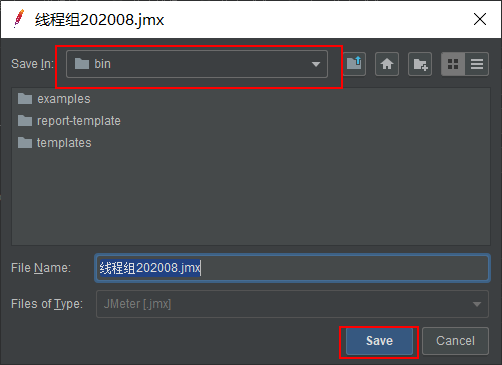 线程组202008.jmx
Save In: bin
examples
report-template
templates
File Name: 线程组202008.jmx
Files of Type: JMeter [.jmx]
Save Cancel